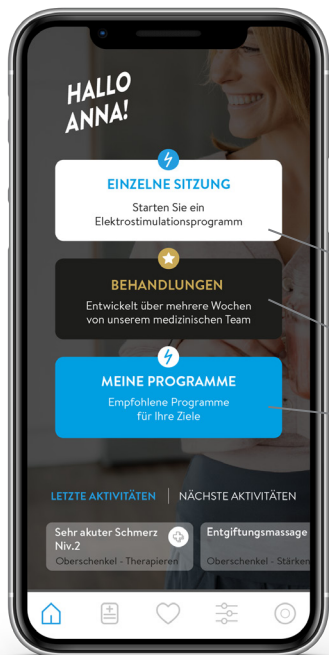 HALLO
ANNA!
EINZELNE SITZUNG
Starten Sie ein
Elektrostimulationsprogramm
BEHANDLUNGEN
Entwickelt über mehrere Wochen
von unserem medizinischen Team
MEINE PROGRAMME
Empfohlene Programme
für Ihre Ziele
LETZTE AKTIVITÄTEN | NÄCHSTE AKTIVITÄTEN
Sehr akuter Schmerz
Niv.2
Oberschenkel - Therapieren
Entgiftungsmassage
Oberschenkel - Stärken